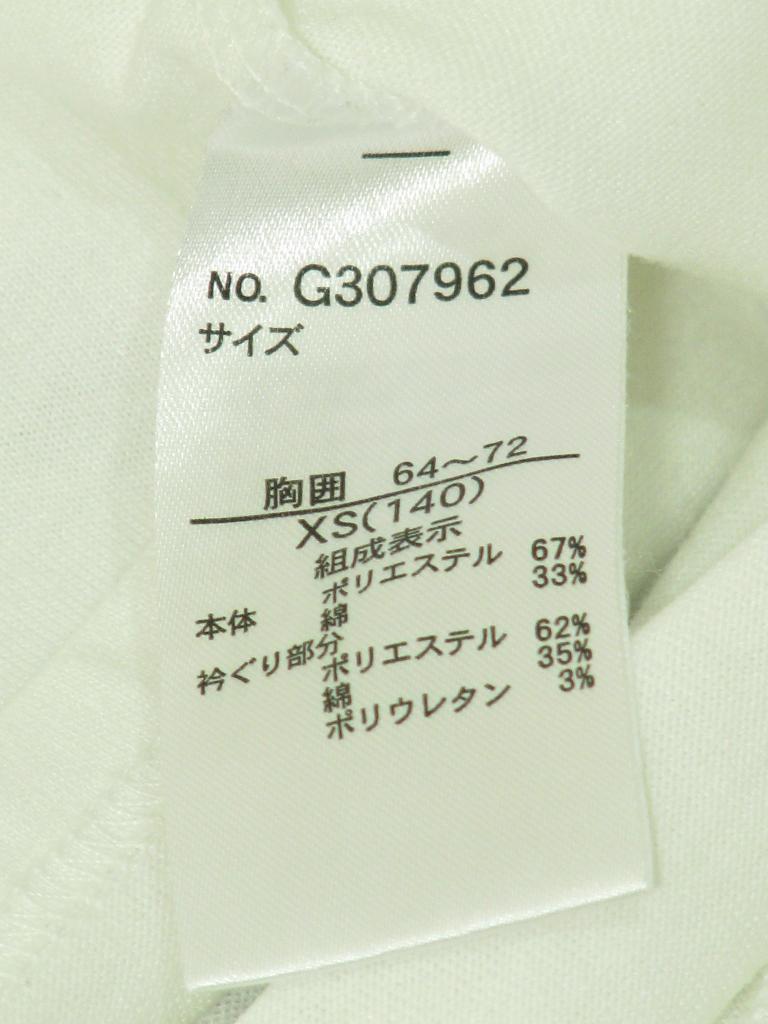 NO. G307962
サイズ
胸囲 64～72
XS(140)
組成表示
ポリエステル 67%
本体 綿 33%
衿ぐり部分 ポリエステル 62%
綿 35%
ポリウレタン 3%